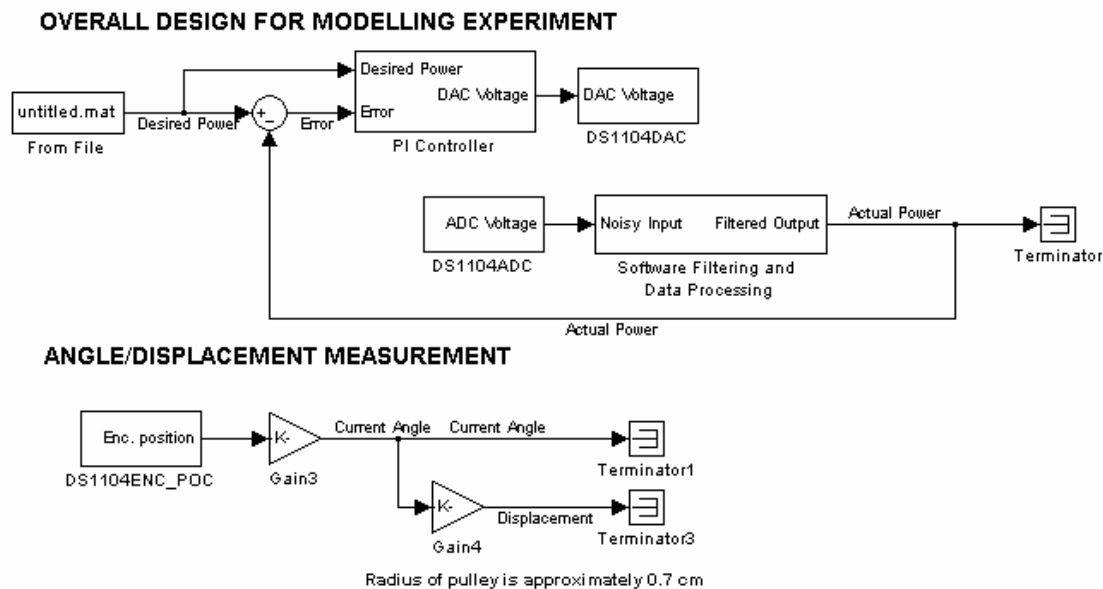 OVERALL DESIGN FOR MODELLING EXPERIMENT
untitled.mat
From File
Desired Power
+
-
Error
Desired Power
Error
DAC Voltage
PI Controller
DAC Voltage
DS1104DAC
ADC Voltage
DS1104ADC
Noisy Input
Filtered Output
Software Filtering and
Data Processing
Actual Power
Terminator
Actual Power
ANGLE/DISPLACEMENT MEASUREMENT
Enc. position
DS1104ENC_POC
K-
Gain3
Current Angle
Current Angle
Terminator1
K-
Gain4
Displacement
Terminator3
Radius of pulley is approximately 0.7 cm